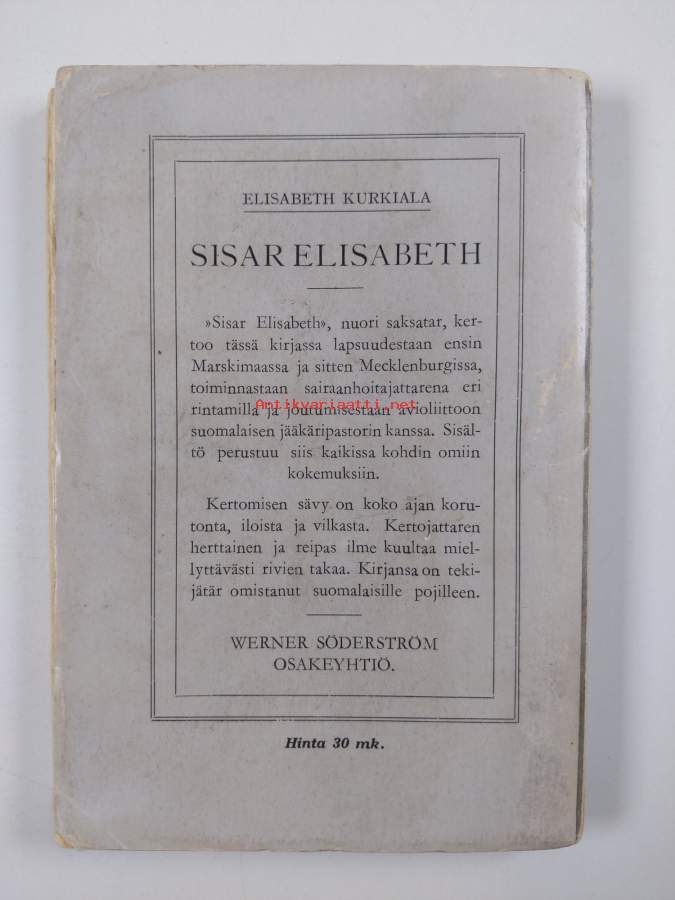 ELISABETH KURKIALA
SISAR ELISABETH
»Sisar Elisabeth», nuori saksatar, ker-
too tässä kirjassa lapsuudestaan ensin
Marskimaassa ja sitten Mecklenburgissa,
toiminnastaan sairaanhoitajattarena eri
Antikvariaatti.net
rintamilla ja joutumisestaan avioliittoon
suomalaisen jääkäripastorin kanssa. Sisäl-
tö perustuu siis kaikissa kohdin omiin
kokemuksiin.
Kertomisen sävy on koko ajan koru-
tonta, iloista ja vilkasta. Kertojattaren
herttainen ja reipas ilme kuultaa miel-
lyttävästi rivien takaa. Kirjansa on teki-
jätär omistanut suomalaisille pojilleen.
WERNER SÖDERSTRÖM
OSAKEYHTIÖ.
Hinta 30 mk.